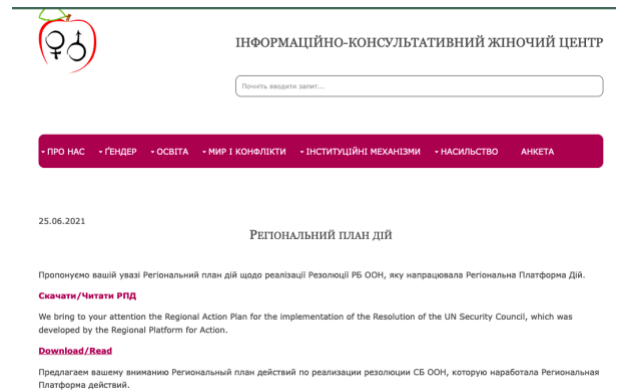 ІНФОРМАЦІЙНО-КОНСУЛЬТАТИВНИЙ ЖІНОЧИЙ ЦЕНТР
Почніть вводити запит...
ПРО НАС ҐЕНДЕР ОСВІТА МИР І КОНФЛІКТИ ІНСТИТУЦІЙНІ МЕХАНІЗМИ НАСИЛЬСТВО АНКЕТА
25.06.2021
РЕГІОНАЛЬНИЙ ПЛАН ДІЙ
Пропонуємо вашій увазі Регіональний план дій щодо реалізації Резолюції РБ ООН, яку напрацювала Регіональна Платформа Дій.
Скачати/Читати РПД
We bring to your attention the Regional Action Plan for the implementation of the Resolution of the UN Security Council, which was
developed by the Regional Platform for Action.
Download/Read
Предлагаем вашему вниманию Региональный план действий по реализации резолюции СБ ООН, которую наработала Региональная
Платформа действий.